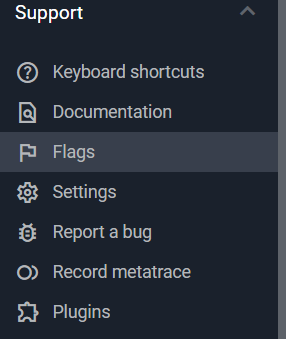 Support
Keyboard shortcuts
Documentation
Flags
Settings
Report a bug
Record metatrace
Plugins